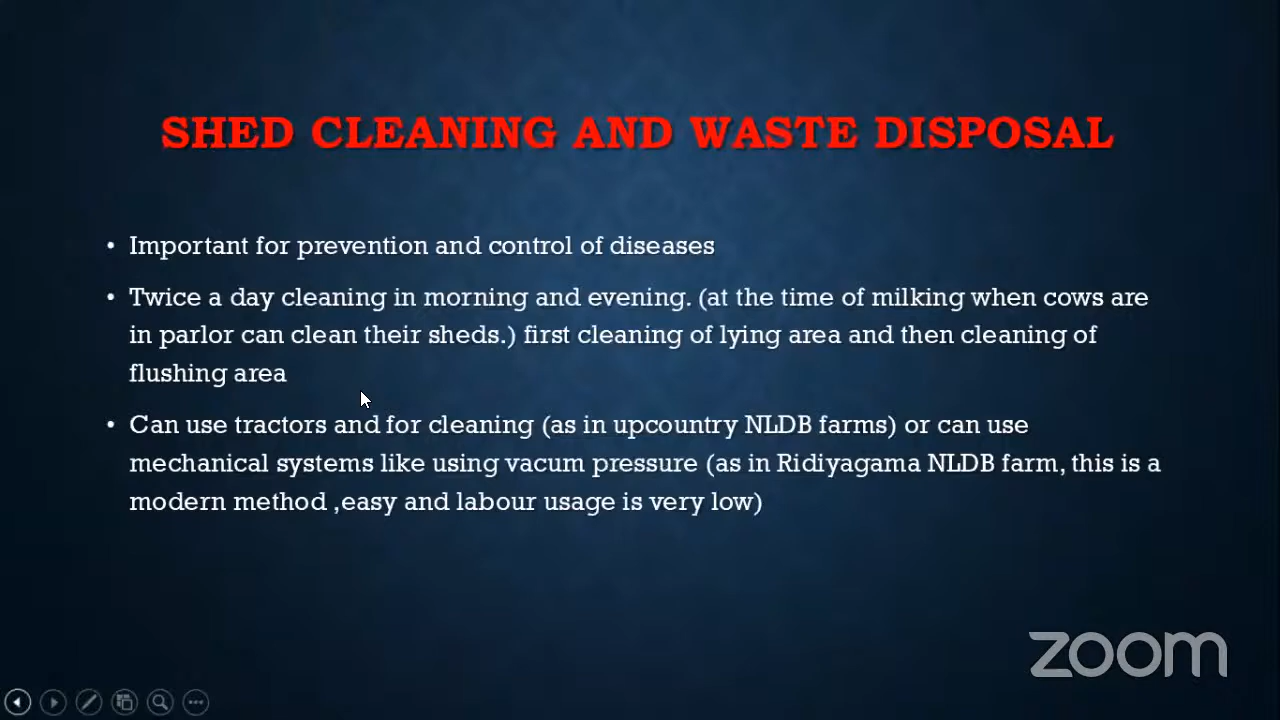 SHED CLEANING AND WASTE DISPOSAL
• Important for prevention and control of diseases
• Twice a day cleaning in morning and evening. (at the time of milking when cows are
in parlor can clean their sheds.) first cleaning of lying area and then cleaning of
flushing area
• Can use tractors and for cleaning (as in upcountry NLDB farms) or can use
mechanical systems like using vacum pressure (as in Ridiyagama NLDB farm, this is a
modern method ,easy and labour usage is very low)
zoom